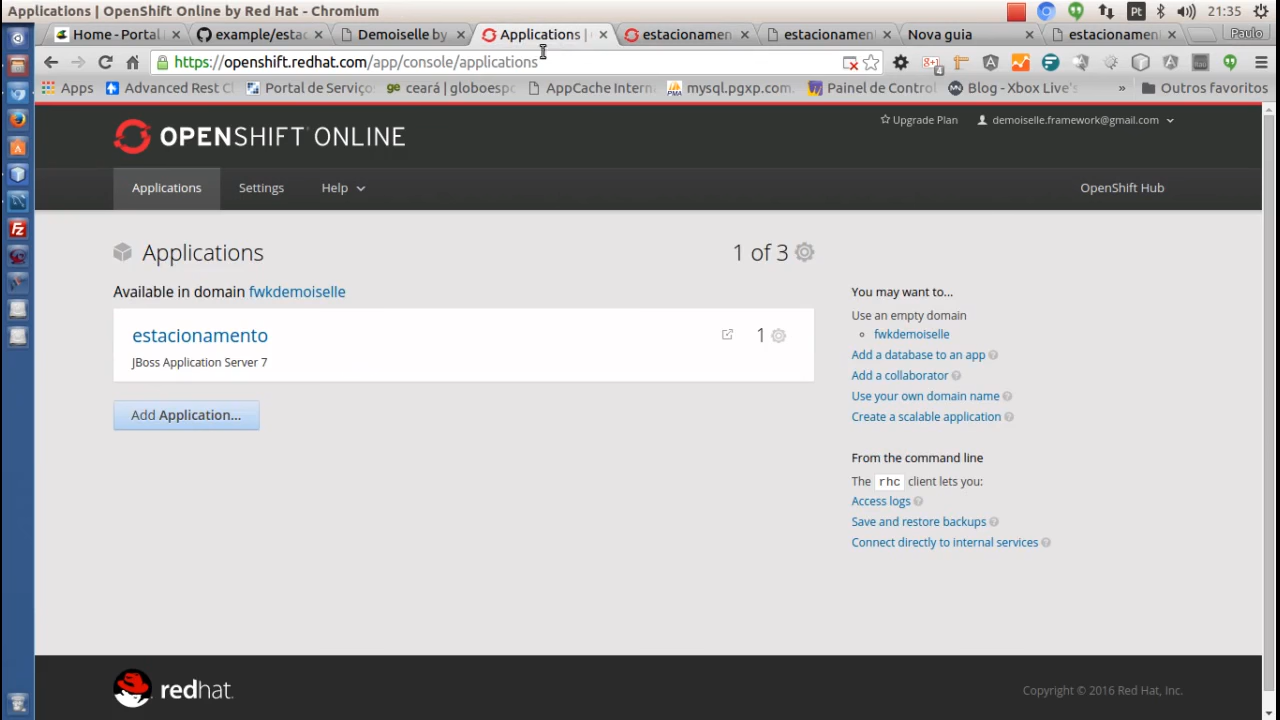 Applications | OpenShift Online by Red Hat - Chromium
Pt
21:35
Home - Portal
example/estac
Demoiselle by
Applications |
estacionamen
estacionament
Nova guia
estacionament
Paulo
https://openshift.redhat.com/app/console/applications
Apps
Advanced Rest Cl
Portal de Serviço
ceará | globoespo
AppCache Intern
mysql.pgxp.com.
Painel de Control
Blog - Xbox Live's
»
Outros favoritos
OPENSHIFT ONLINE
Upgrade Plan
demoiselle.framework@gmail.com
Applications
Settings
Help
OpenShift Hub
Applications
1 of 3
Available in domain fwkdemoiselle
estacionamento
1
JBoss Application Server 7
Add Application...
You may want to...
Use an empty domain
fwkdemoiselle
Add a database to an app
Add a collaborator
Use your own domain name
Create a scalable application
From the command line
The rhc client lets you:
Access logs
Save and restore backups
Connect directly to internal services
redhat.
Copyright © 2016 Red Hat, Inc.